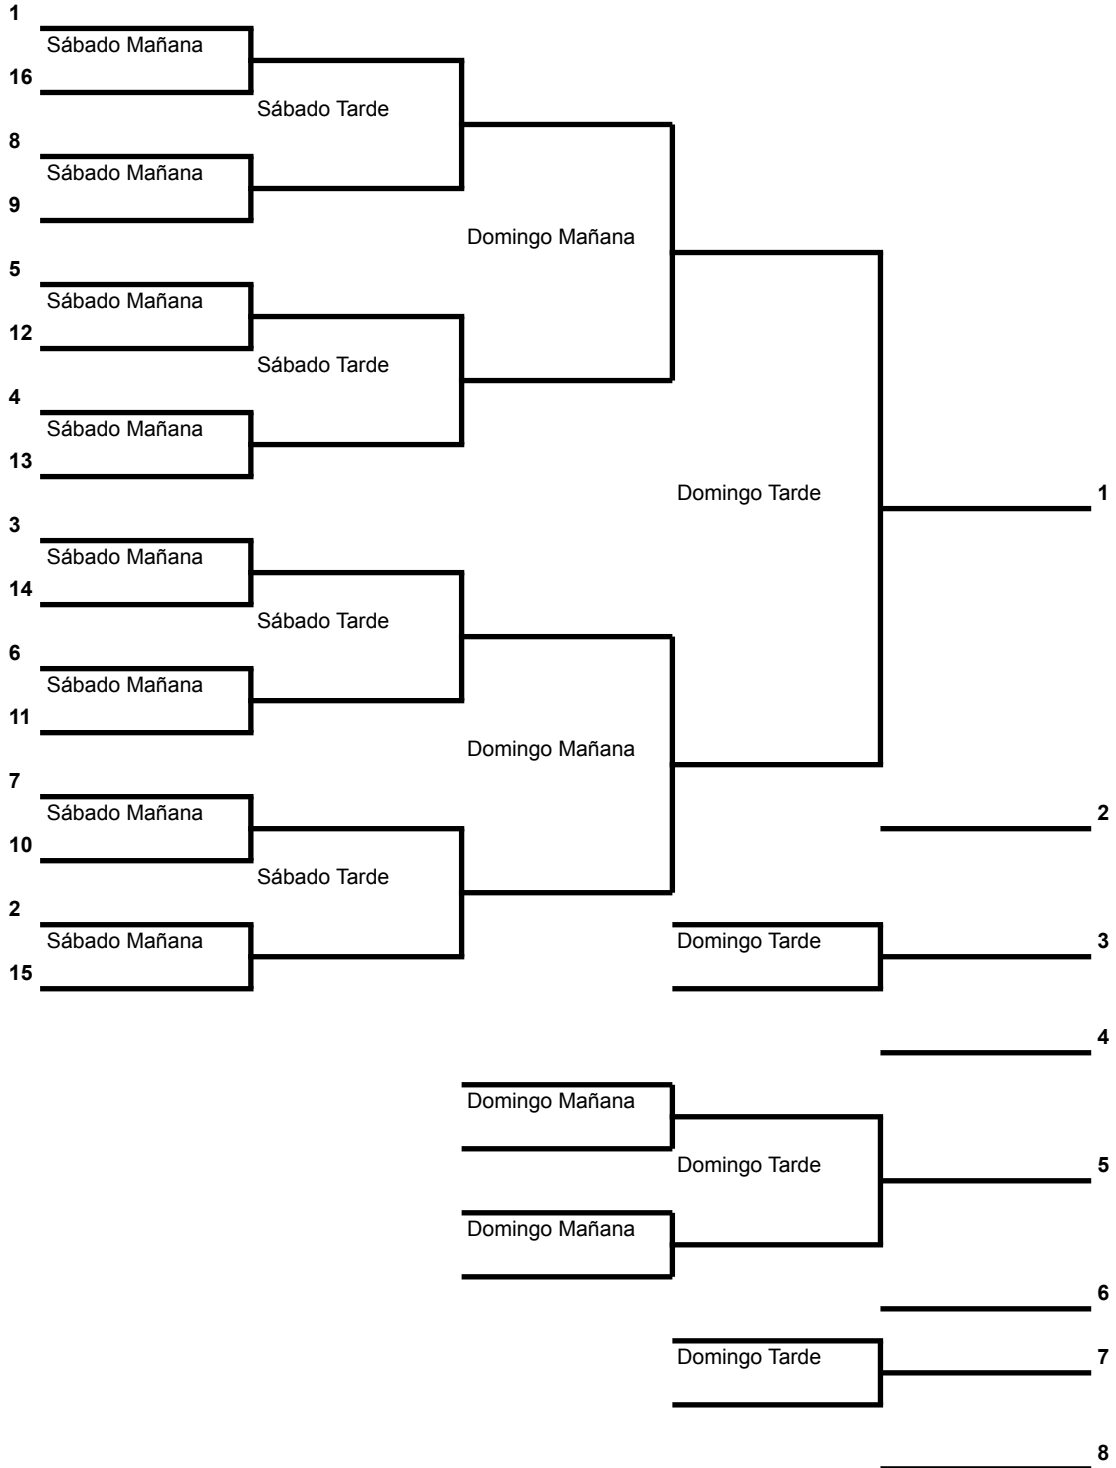 1
Sábado Mañana
16
Sábado Tarde
8
Sábado Mañana
9
Domingo Mañana
5
Sábado Mañana
12
Sábado Tarde
4
Sábado Mañana
13
Domingo Tarde
1
3
Sábado Mañana
14
Sábado Tarde
6
Sábado Mañana
11
Domingo Mañana
7
Sábado Mañana
2
10
Sábado Tarde
2
Sábado Mañana
Domingo Tarde
3
15
4
Domingo Mañana
Domingo Tarde
5
Domingo Mañana
6
Domingo Tarde
7
8